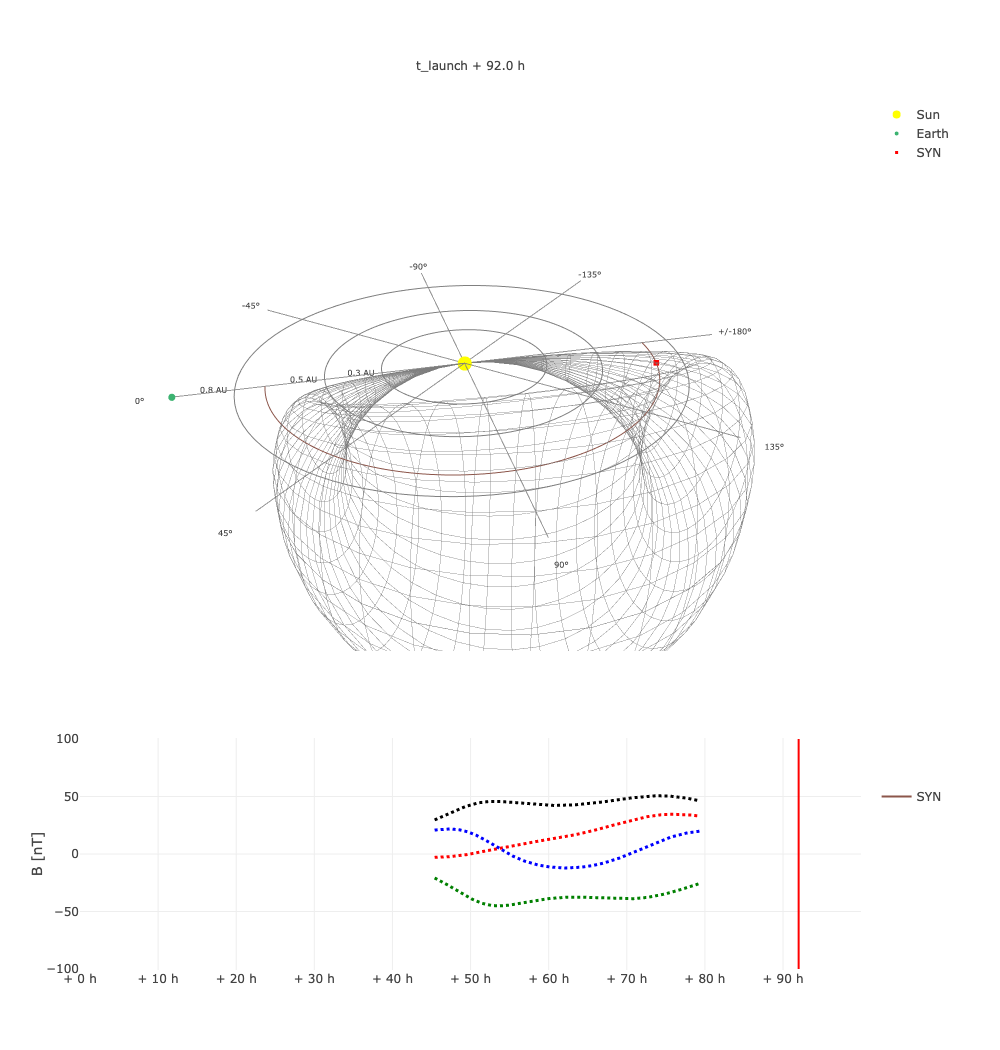 t_launch + 92.0 h
Sun
Earth
SYN
-90°
-135°
-45°
+/-180°
0.3 AU
0.5 AU
0.8 AU
0°
135°
45°
90°
100
50
0
−50
−100
B [nT]
SYN
+ 0 h
+ 10 h
+ 20 h
+ 30 h
+ 40 h
+ 50 h
+ 60 h
+ 70 h
+ 80 h
+ 90 h